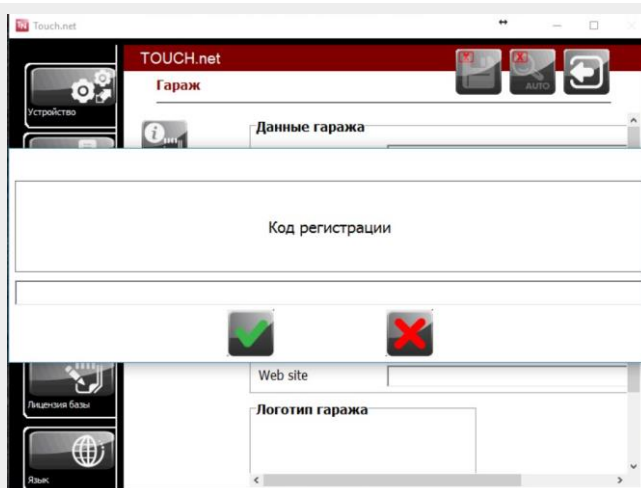 Touch.net
TOUCH.net
Гараж
AUTO
Устройство
Данные гаража
Код регистрации
Web site
Лицензия базы
Логотип гаража
Язык